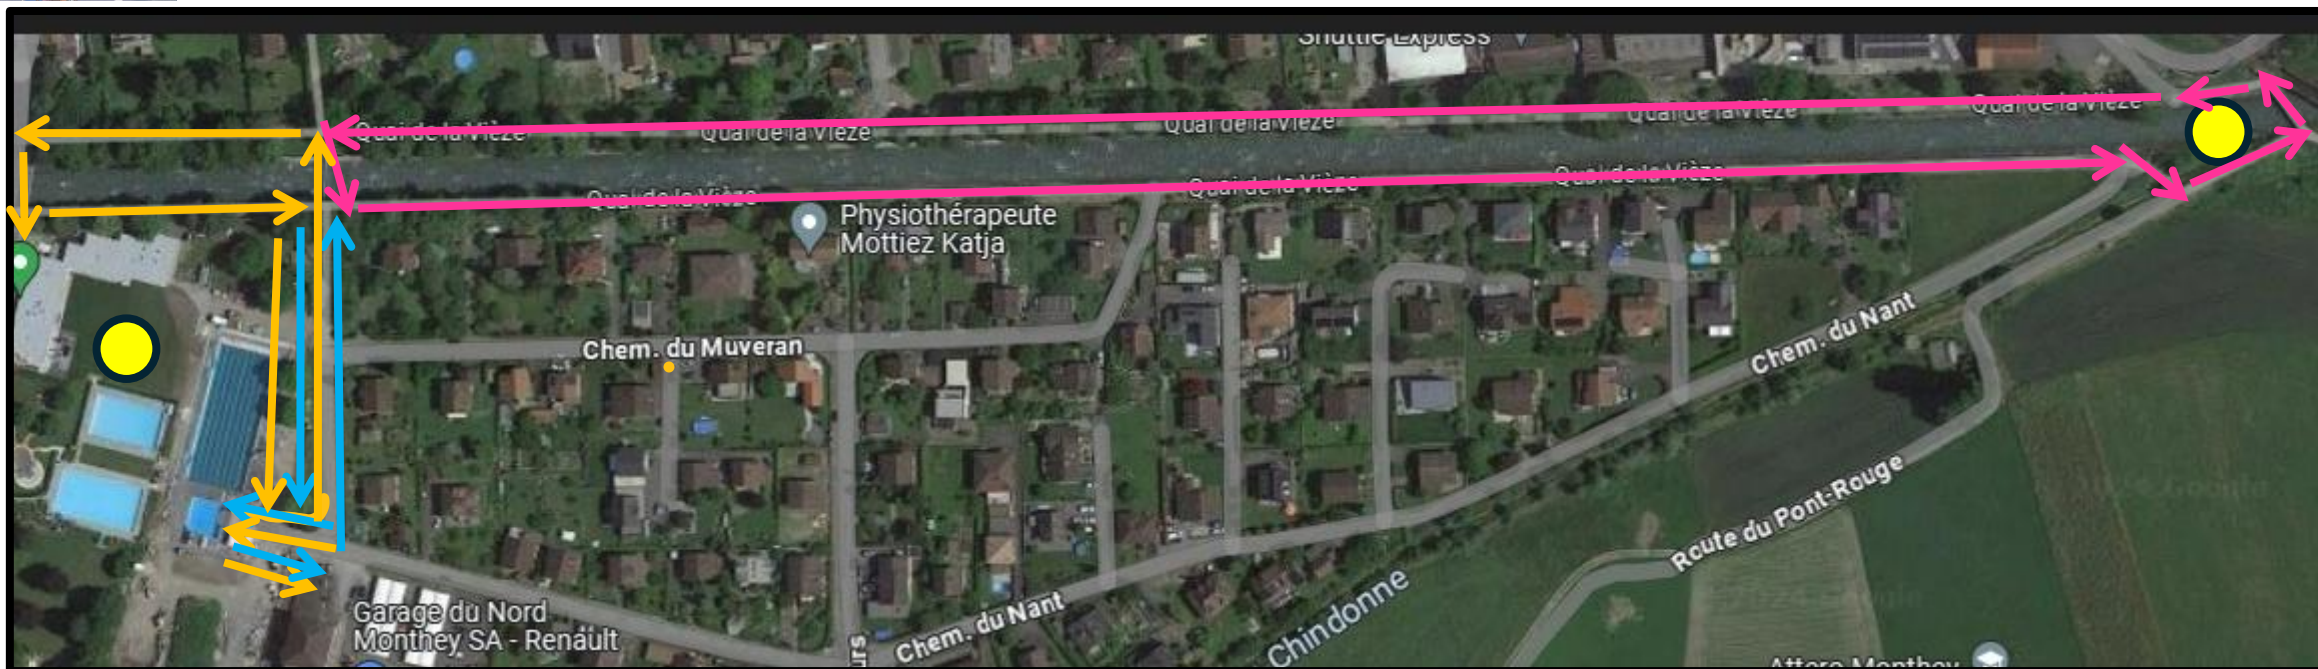 Shuttle Express
Quai de la Vièze
Quai de la Vièze
Quai de la Vièze
Quai de la Vièze
Quai de la Vièze
Quai de la Vièze
Quai de la Vièze
Quai de la Vièze
Physiothérapeute
Mottiez Katja
Chem. du Muveran
Chem. du Nant
Route du Pont-Rouge
Chem. du Nant
Chindonne
Garage du Nord
Monthey SA - Renault
urs
Attero Monthey